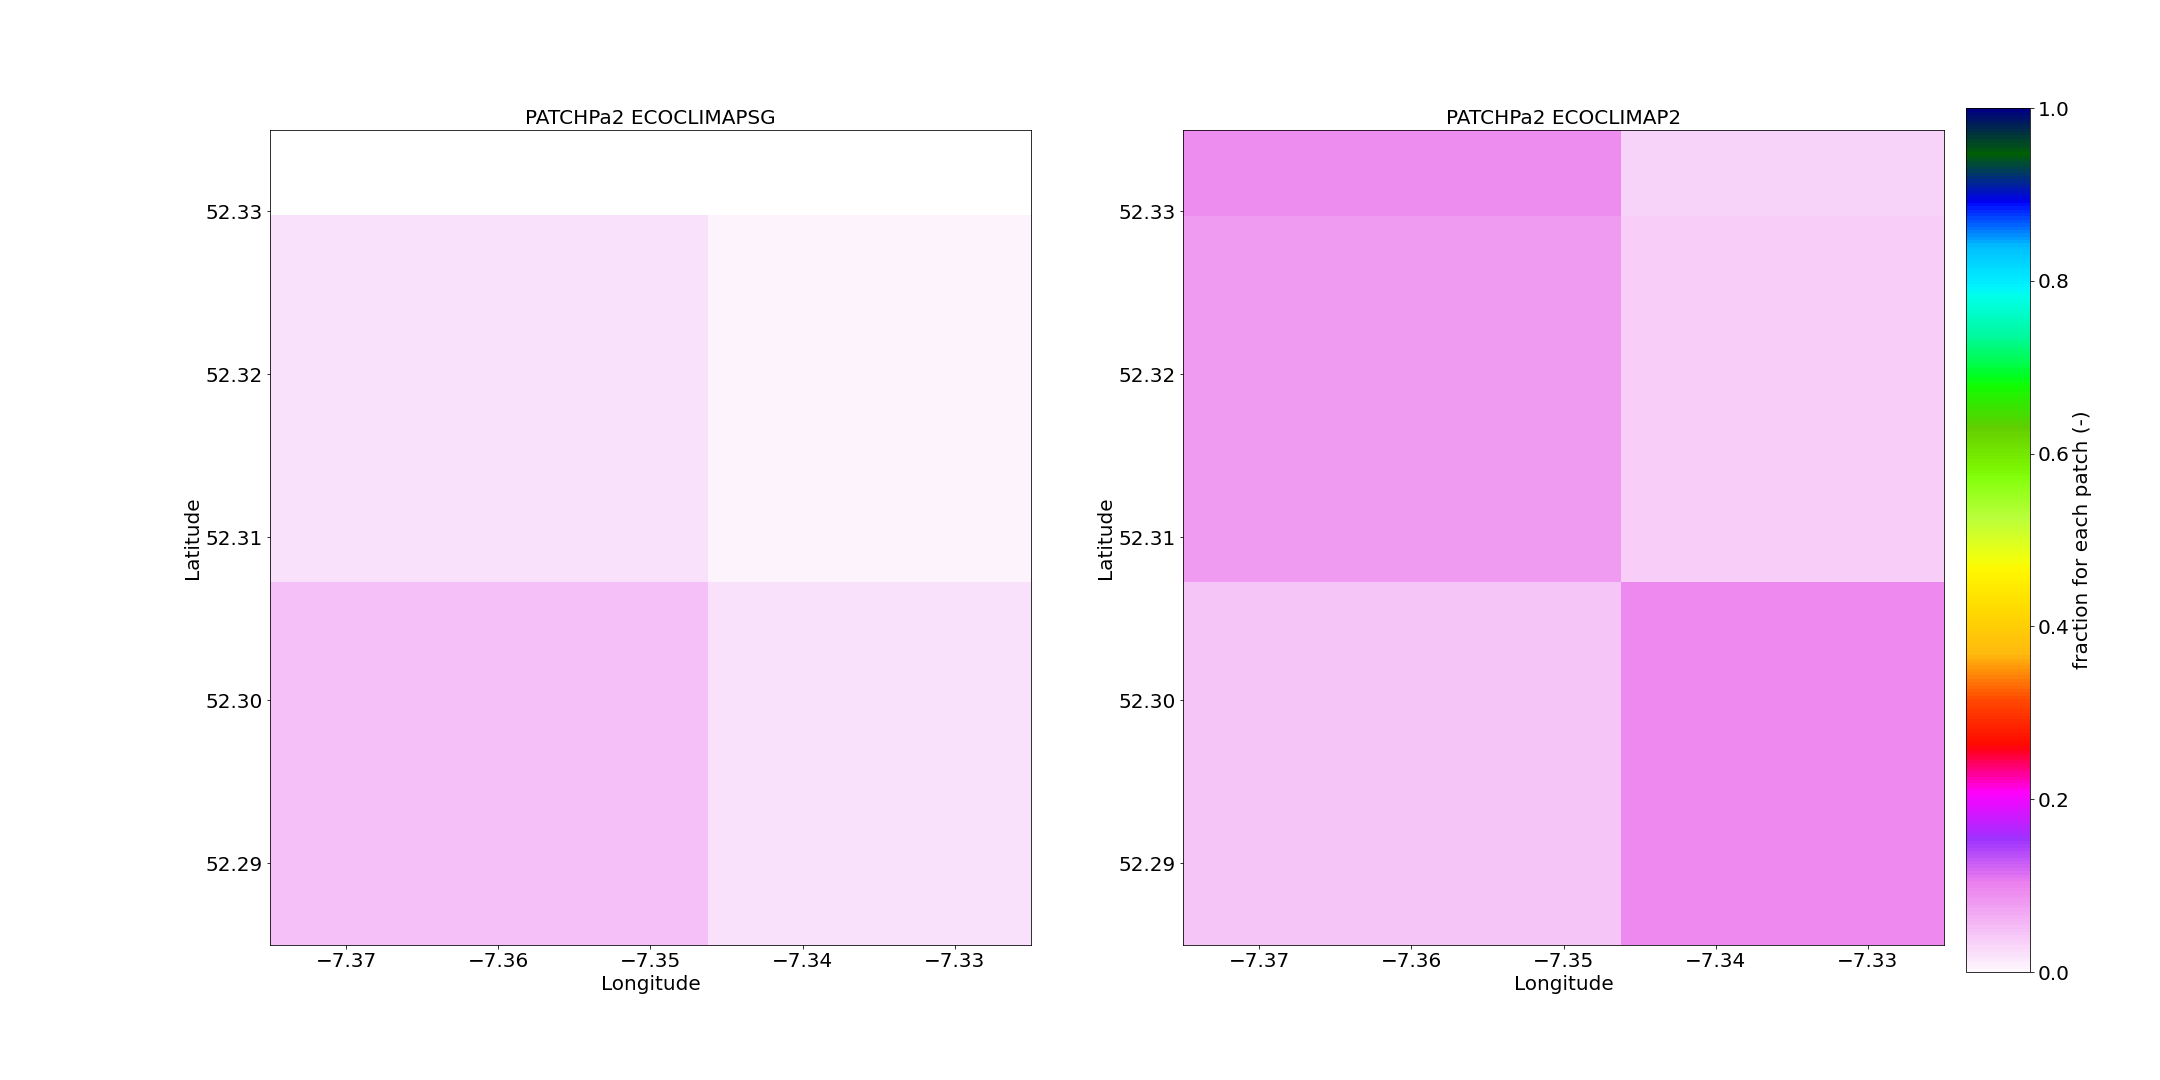 PATCHPa2 ECOCLIMAPSG
52.33
52.32
52.31
52.30
52.29
Latitude
−7.37 −7.36 −7.35 −7.34 −7.33
Longitude
PATCHPa2 ECOCLIMAP2
52.33
52.32
52.31
52.30
52.29
Latitude
−7.37 −7.36 −7.35 −7.34 −7.33
Longitude
1.0
0.8
0.6
0.4
0.2
0.0
fraction for each patch (-)